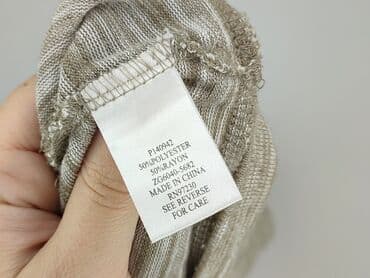 P140942
50%POLYESTER
50%RAYON
ZG6040-5682
MADE IN CHINA
RN97230
SEE REVERSE
FOR CARE